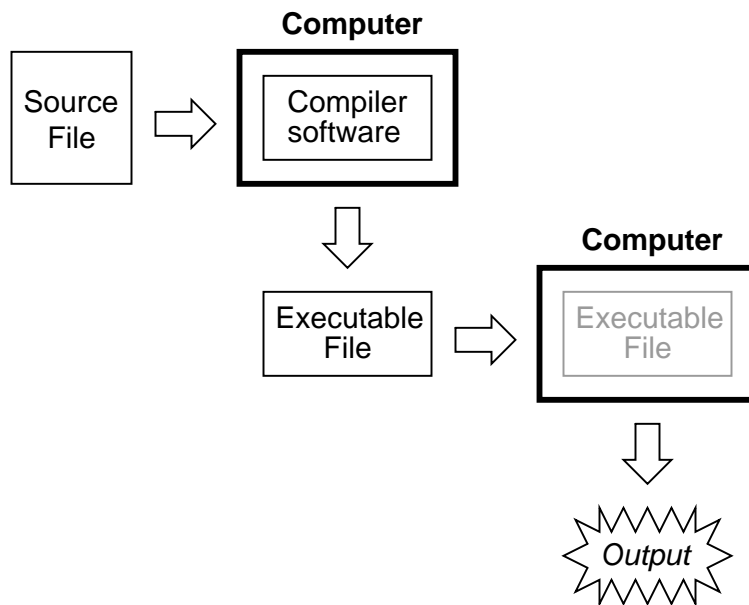 Computer
Source
File
Compiler
software
Computer
Executable
File
Executable
File
Output